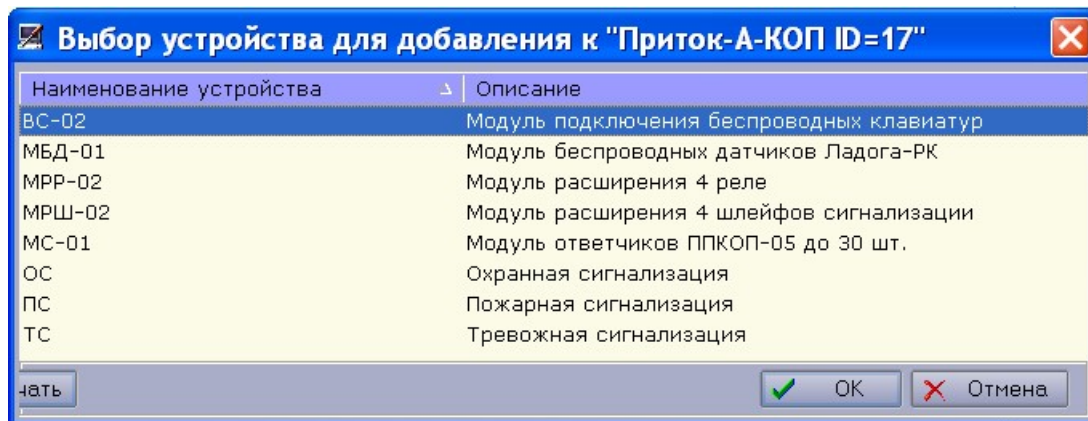 Выбор устройства для добавления к "Приток-А-КОП ID=17"
Наименование устройства Описание
ВС-02 Модуль подключения беспроводных клавиатур
МБД-01 Модуль беспроводных датчиков Ладога-РК
МРР-02 Модуль расширения 4 реле
МРШ-02 Модуль расширения 4 шлейфов сигнализации
МС-01 Модуль ответчиков ППКОП-05 до 30 шт.
ОС Охранная сигнализация
ПС Пожарная сигнализация
ТС Тревожная сигнализация
чать ОК Отмена